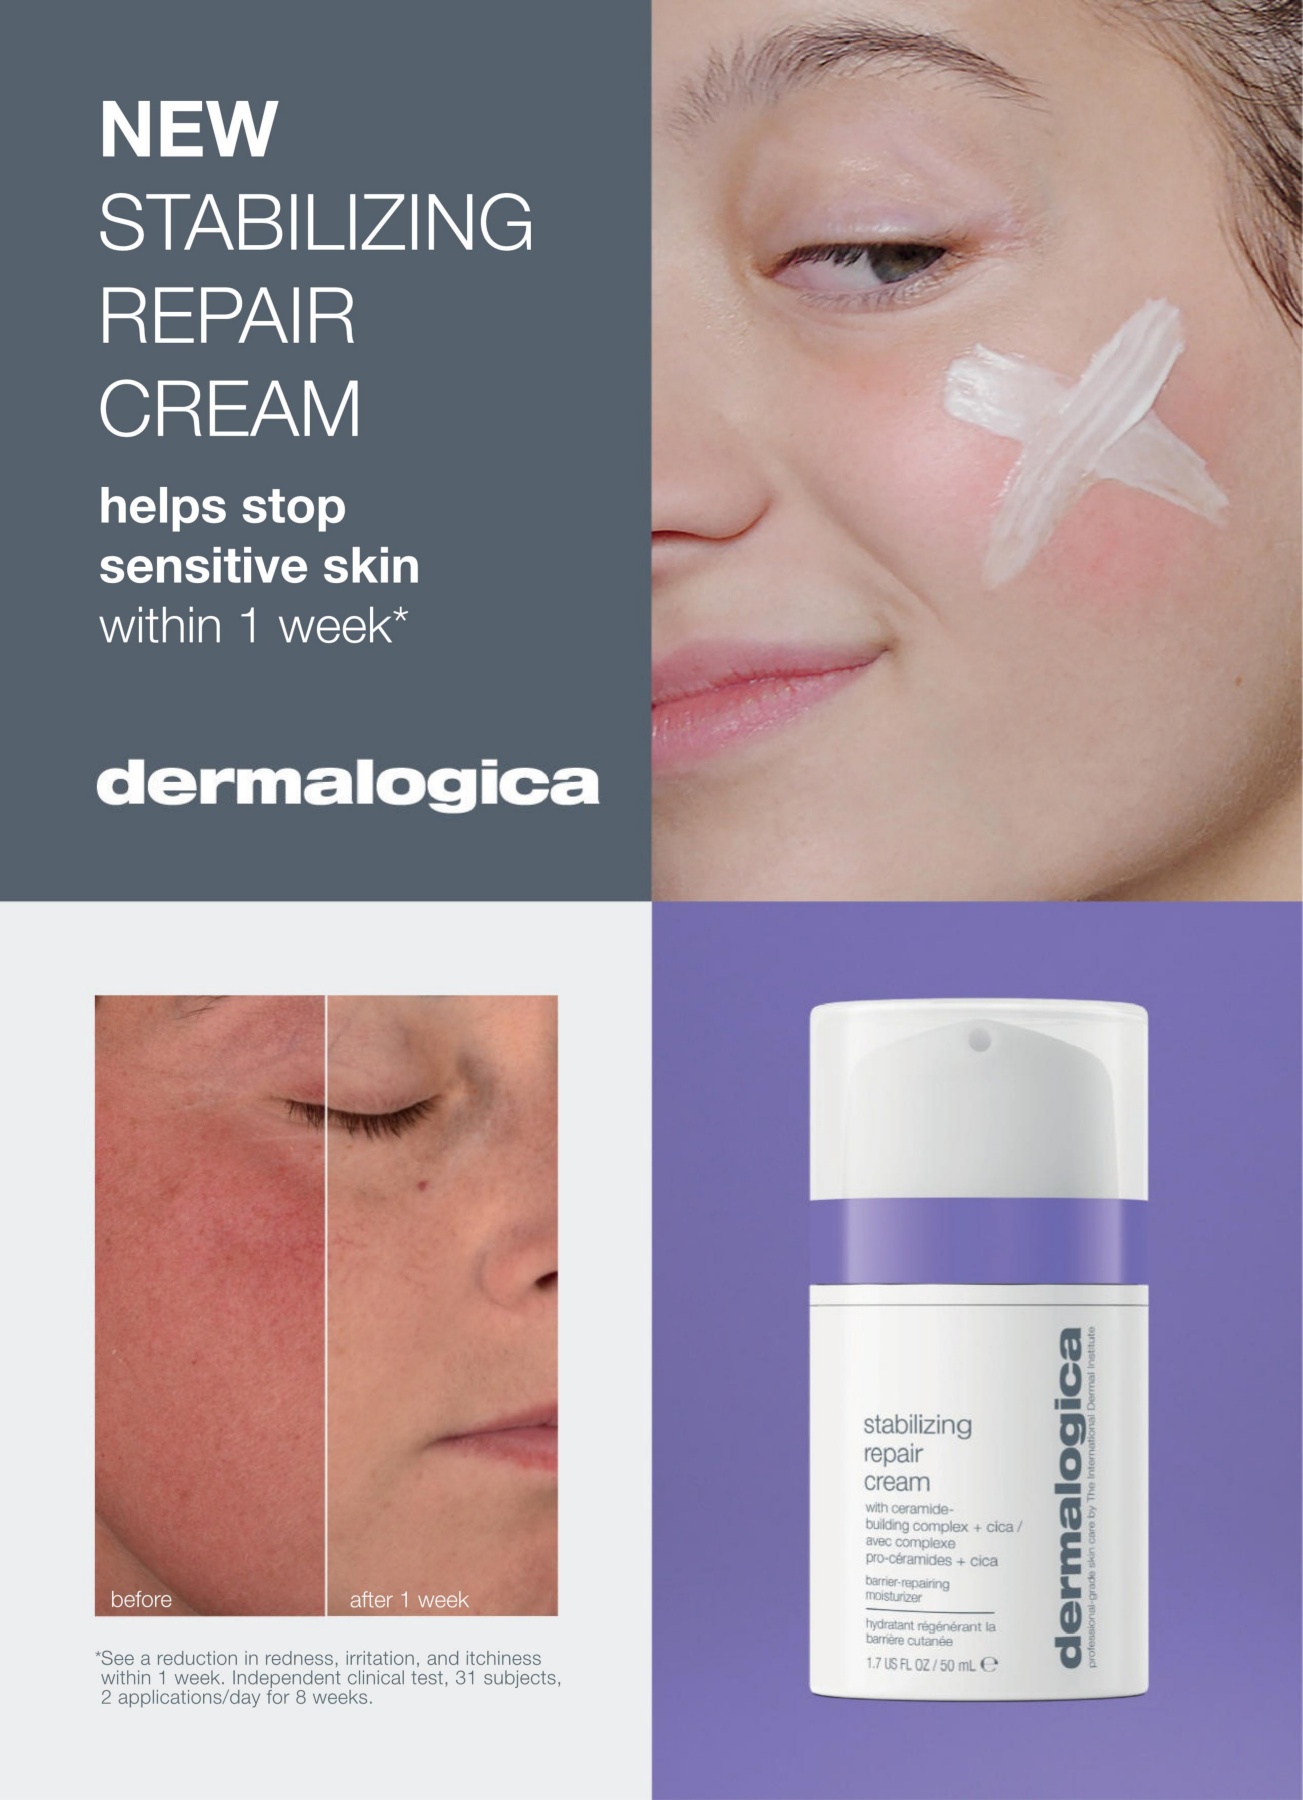 NEW
STABILIZING
REPAIR
CREAM
helps stop
sensitive skin
within 1 week*
dermalogica
before
after 1 week
*See a reduction in redness, irritation, and itchiness
within 1 week. Independent clinical test, 31 subjects,
2 applications/day for 8 weeks.
stabilizing
repair
cream
with ceramide-
building complex + cica /
avec complexe
pro-céramides + cica
barrier-repairing
moisturizer
hydratant régénérant la
barrière cutanée
1.7 US FL OZ / 50 mL ℮
dermalogica
professional-grade skin care by The International Dermal Institute